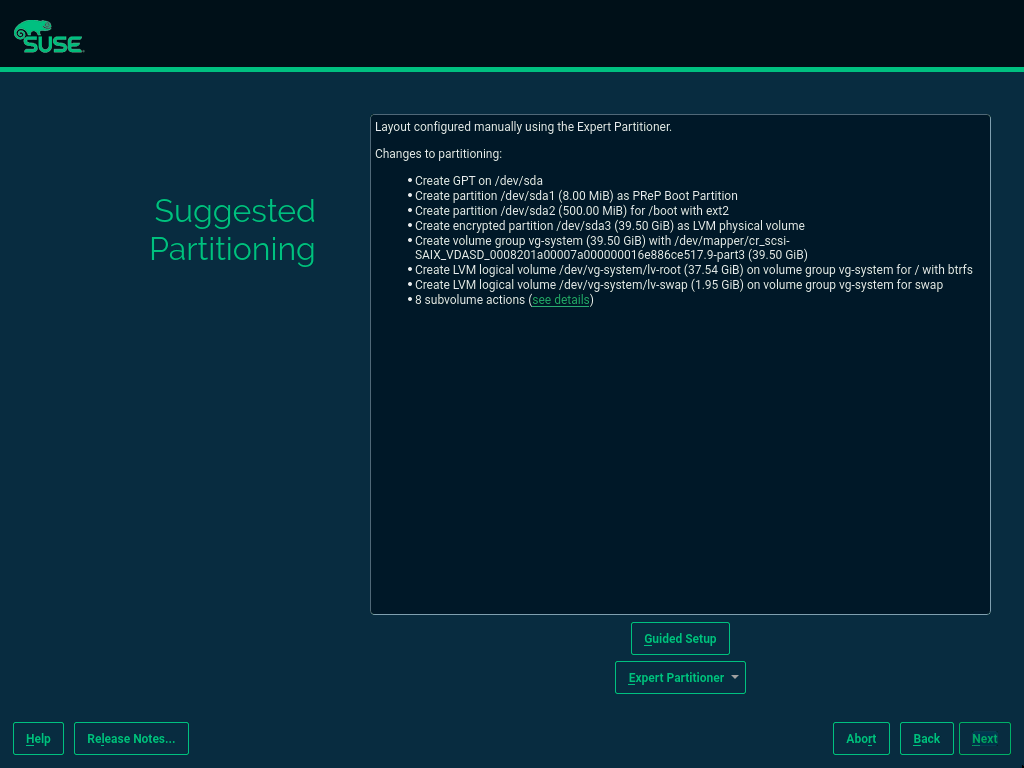 SUSE
Suggested
Partitioning
Layout configured manually using the Expert Partitioner.
Changes to partitioning:
• Create GPT on /dev/sda
• Create partition /dev/sda1 (8.00 MiB) as PReP Boot Partition
• Create partition /dev/sda2 (500.00 MiB) for /boot with ext2
• Create encrypted partition /dev/sda3 (39.50 GiB) as LVM physical volume
• Create volume group vg-system (39.50 GiB) with /dev/mapper/cr_scsi-
SAIX_VDASD_0008201a00007a000000016e886ce517.9-part3 (39.50 GiB)
• Create LVM logical volume /dev/vg-system/lv-root (37.54 GiB) on volume group vg-system for / with btrfs
• Create LVM logical volume /dev/vg-system/lv-swap (1.95 GiB) on volume group vg-system for swap
• 8 subvolume actions (see details)
Guided Setup
Expert Partitioner
Help
Release Notes...
Abort
Back
Next